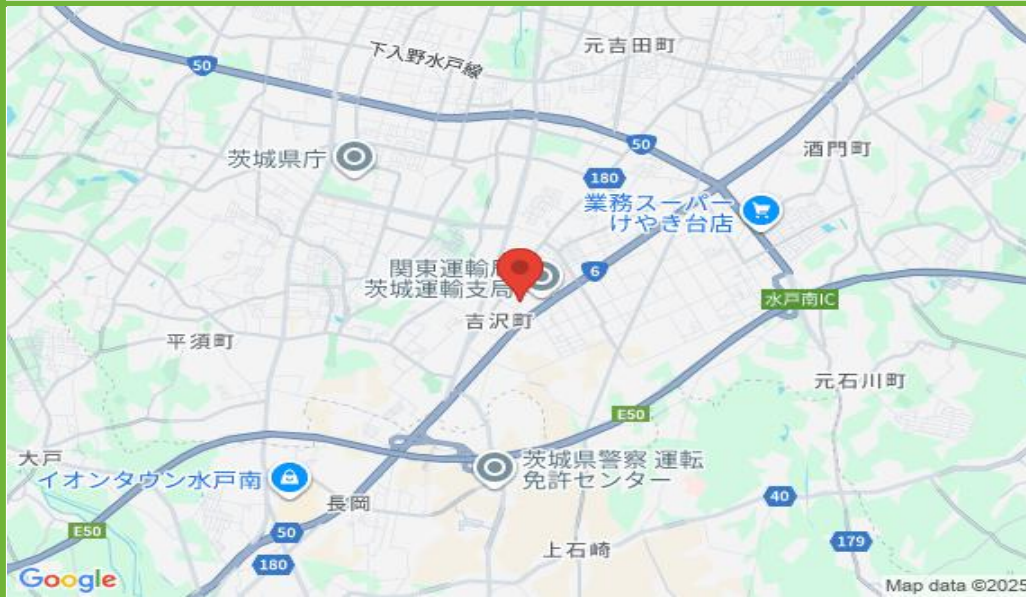 元吉田町
下入野水戸線
50
50
酒門町
茨城県庁
180
業務スーパー
けやき台店
関東運輸局
茨城運輸支局
6
水戸南IC
吉沢町
平須町
元石川町
E50
大戸
茨城県警察 運転
免許センター
イオンタウン水戸南
40
長岡
E50
50
179
上石崎
180
Google
Map data ©2025